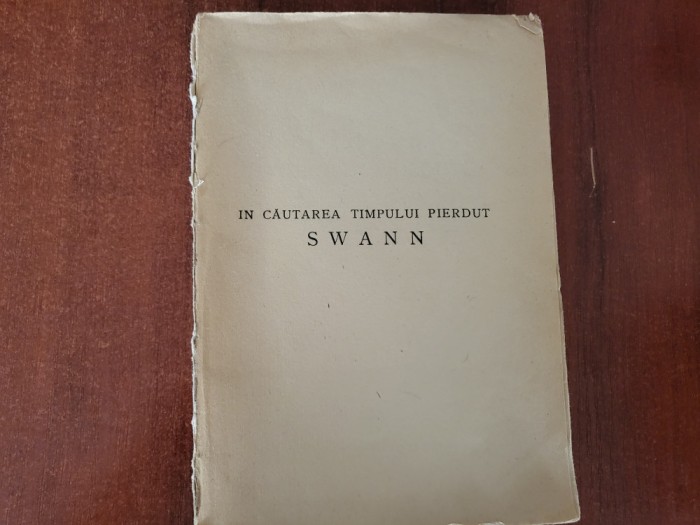 IN CĂUTAREA TIMPULUI PIERDUT
SWANN